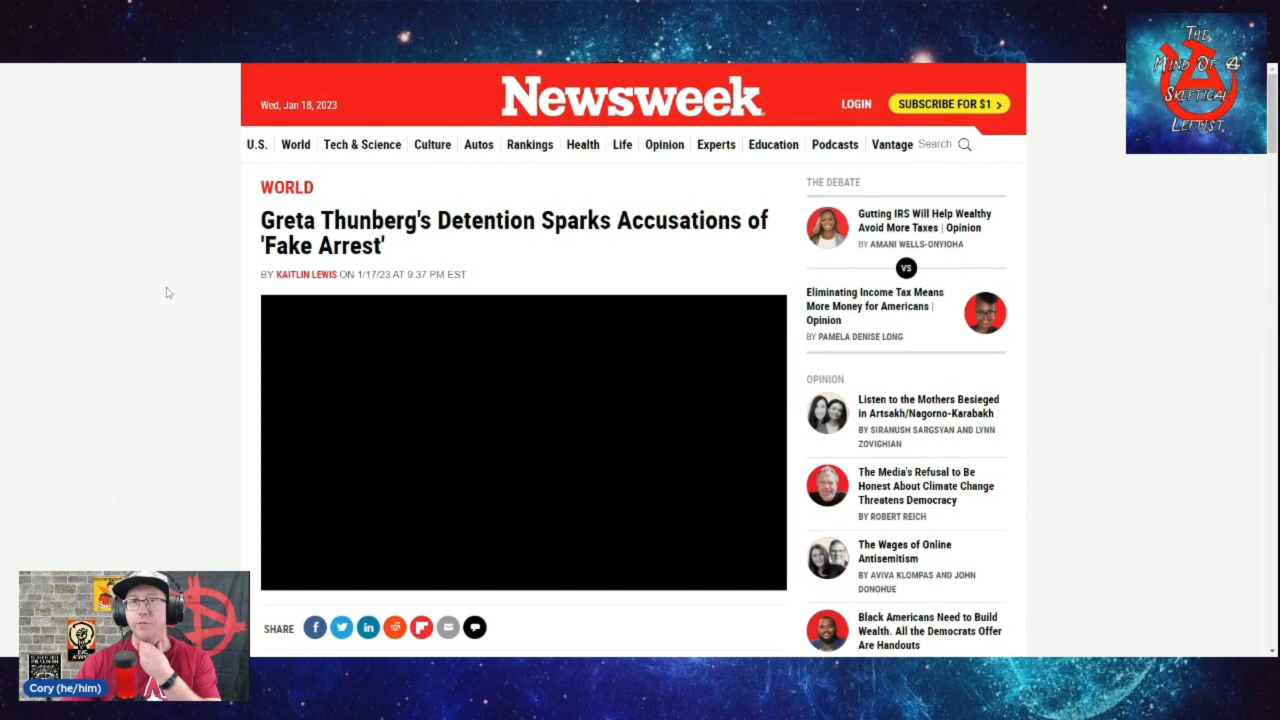 THE
MIND OF A
SKEPTICAL
LEFTIST
Wed, Jan 18, 2023
Newsweek
LOGIN
SUBSCRIBE FOR $1 >
U.S.
World
Tech & Science
Culture
Autos
Rankings
Health
Life
Opinion
Experts
Education
Podcasts
Vantage
Search
WORLD
Greta Thunberg's Detention Sparks Accusations of
'Fake Arrest'
BY KAITLIN LEWIS ON 1/17/23 AT 9:37 PM EST
SHARE
THE DEBATE
Gutting IRS Will Help Wealthy
Avoid More Taxes | Opinion
BY AMANI WELLS-ONYIOHA
VS
Eliminating Income Tax Means
More Money for Americans |
Opinion
BY PAMELA DENISE LONG
OPINION
Listen to the Mothers Besieged
in Artsakh/Nagorno-Karabakh
BY SIRANUSH SARGSYAN AND LYNN
ZOVIGHIAN
The Media's Refusal to Be
Honest About Climate Change
Threatens Democracy
BY ROBERT REICH
The Wages of Online
Antisemitism
BY AVIVA KLOMPAS AND JOHN
DONOHUE
Black Americans Need to Build
Wealth. All the Democrats Offer
Are Handouts
Cory (he/him)